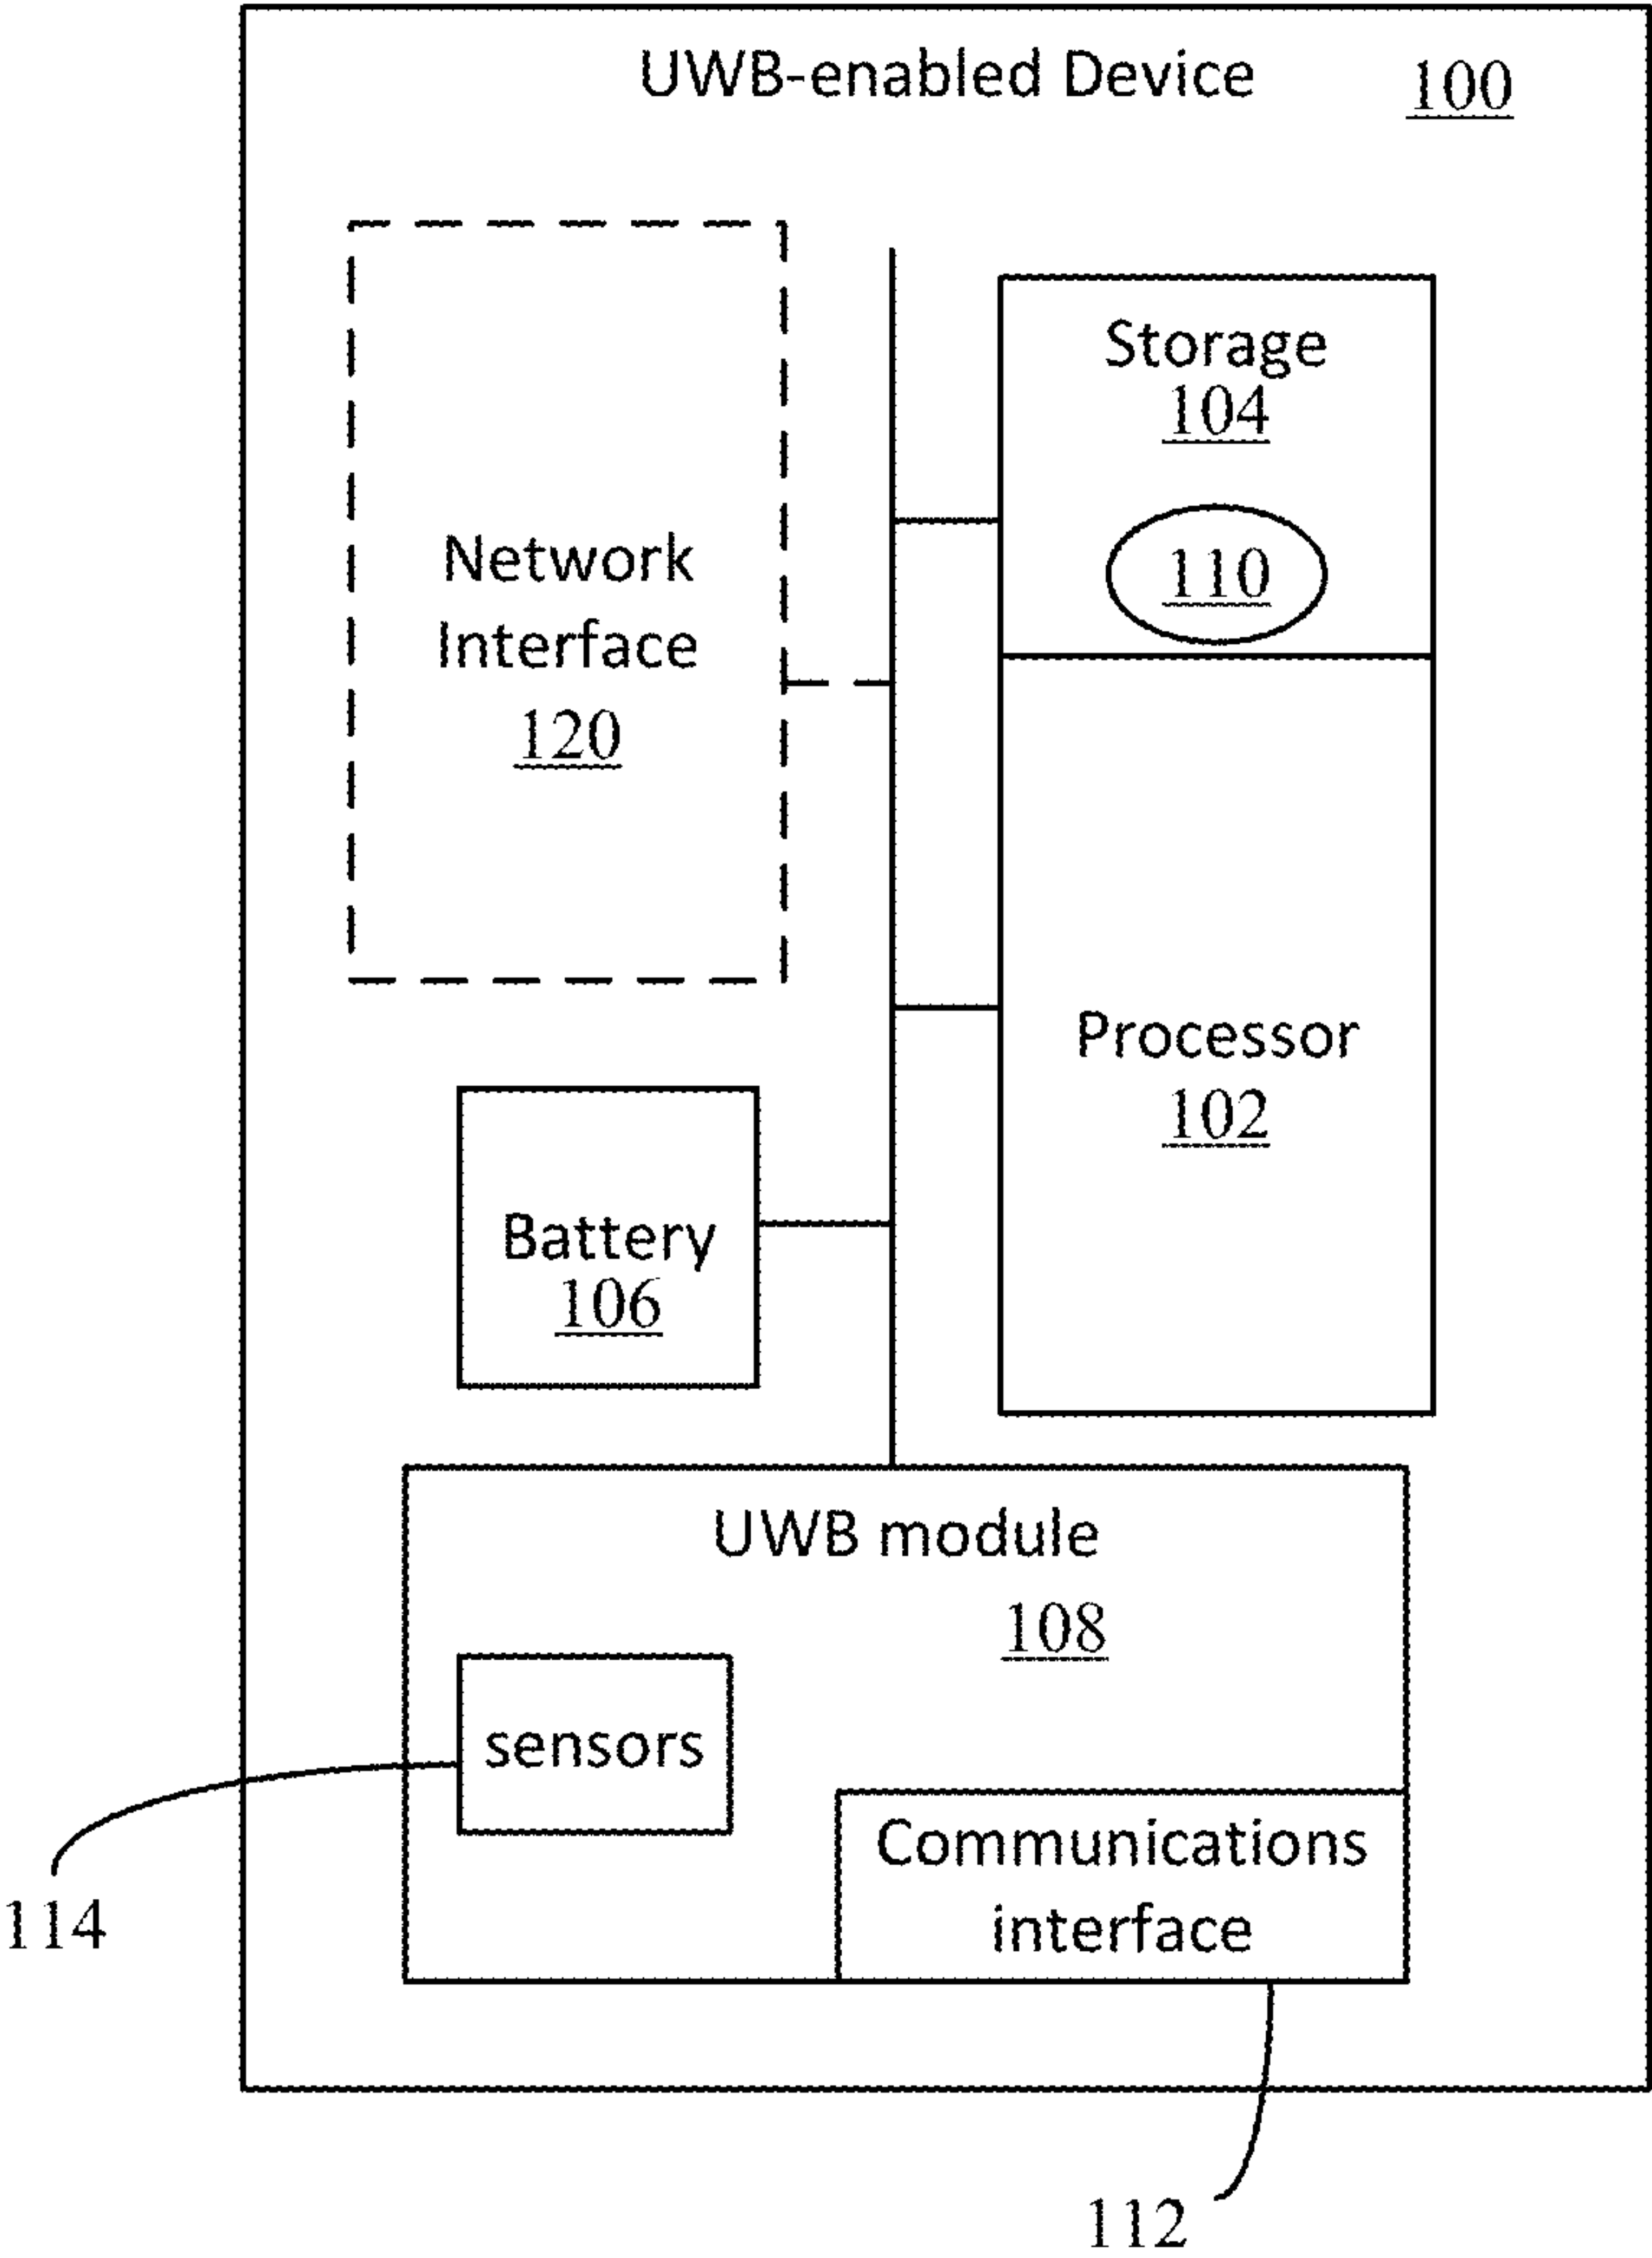 UWB-enabled Device
100
Storage
104
110
Network
Interface
120
Processor
102
Battery
106
UWB module
108
sensors
Communications
interface
114
112